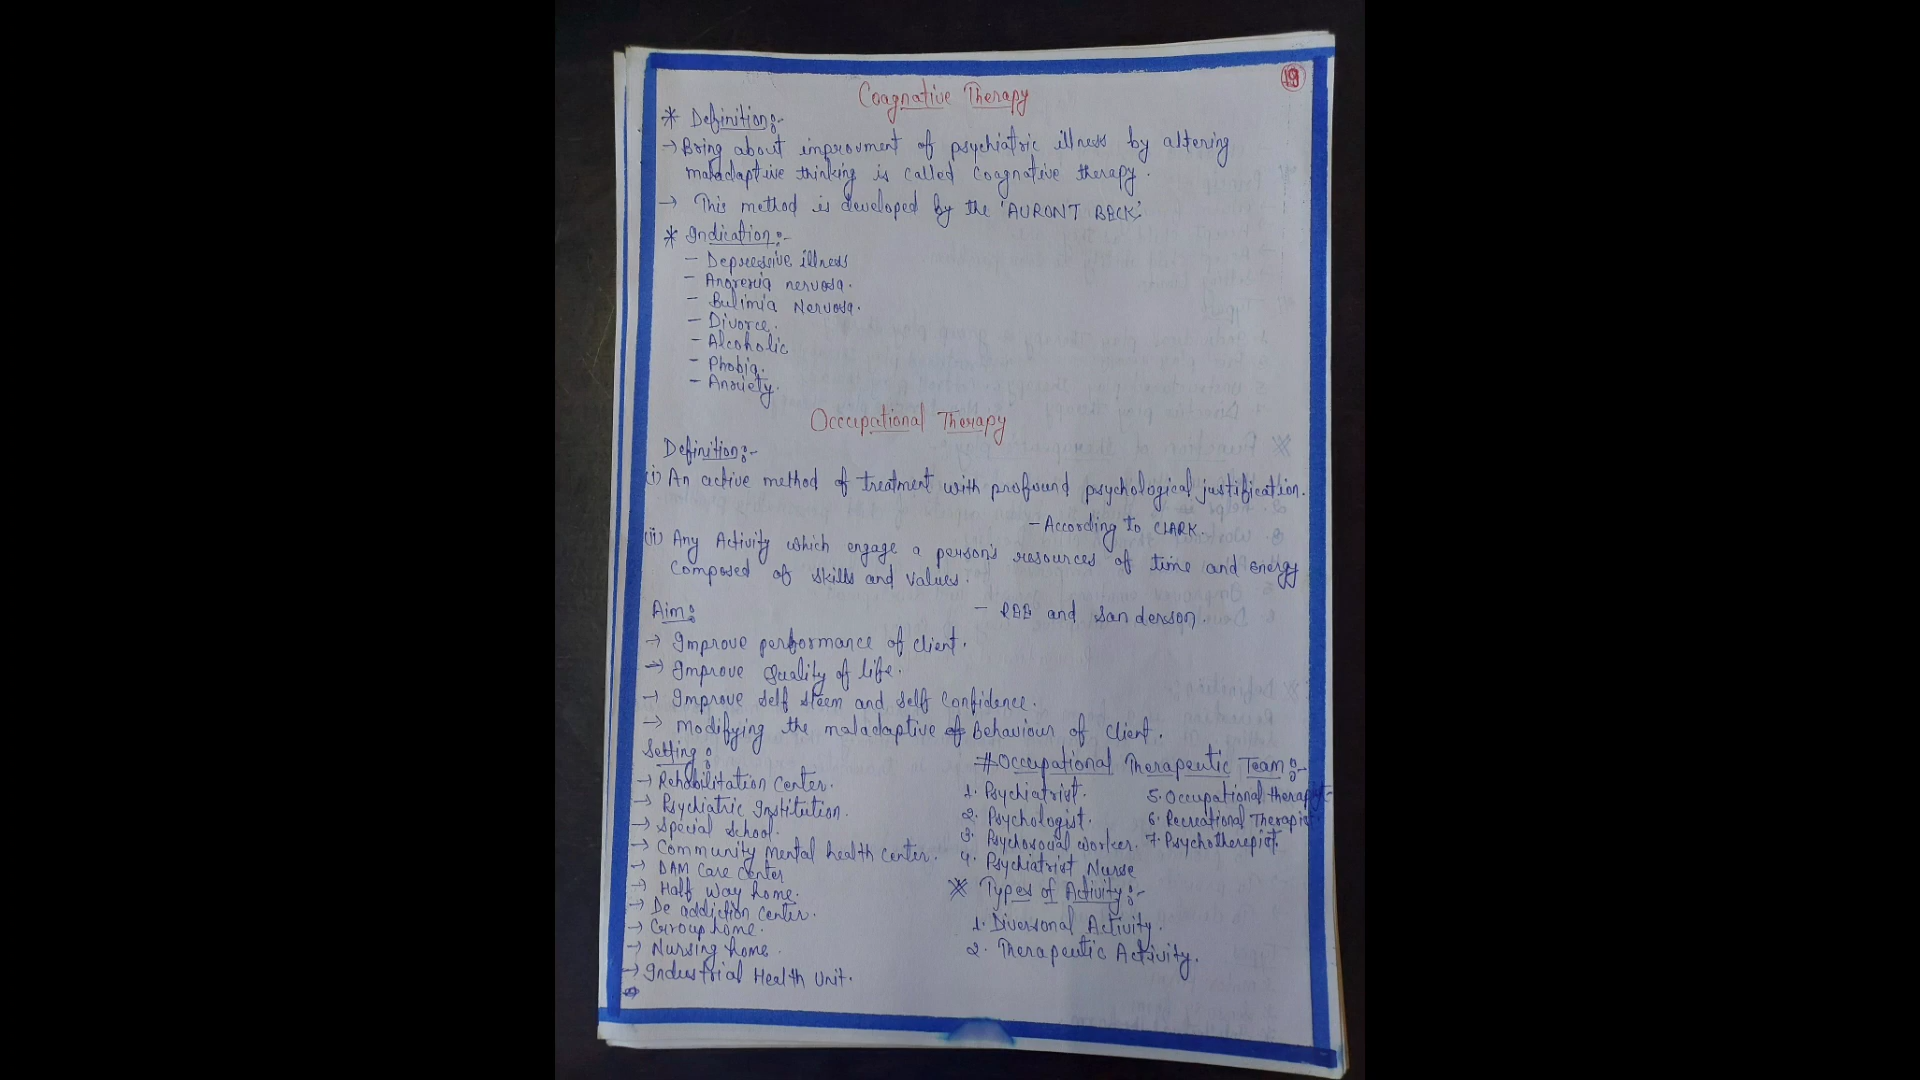 19
Coagnative Therapy
* Definition:-
→ Bring about improvment of psychiatric illness by altering
maladaptive thinking is called Coagnative therapy.
→ This method is developed by the 'AURONT BECK'
* Indication:-
- Depressive illness
- Anorexia nervosa.
- Bulimia Nervosa.
- Divorce.
- Alcoholic
- Phobia.
- Anxiety.
Occupational Therapy
Definition:-
(i) An active method of treatment with profound psychological justification.
- According to CLARK.
(ii) Any Activity which engage a person's resources of time and energy
composed of skills and values.
- REE and Sanderson.
Aim:
→ Improve performance of client.
→ Improve Quality of life.
→ Improve self steem and self confidence.
→ Modifying the maladaptive of Behaviour of client.
Setting:
→ Rehabilitation Center.
→ Psychiatric Institution.
→ Special School.
→ Community mental health center.
→ DAM care center
→ Half way home.
→ De addiction center.
→ Group home.
→ Nursing home.
→ Industrial Health Unit.
# Occupational Therapeutic Team:-
1. Psychiatrist.
2. Psychologist.
3. Psychosocial worker.
4. Psychiatrist Nurse
5. Occupational therapist
6. Recreational Therapist.
7. Psychotherepist.
* Types of Activity:-
1. Diversonal Activity.
2. Therapeutic Activity.